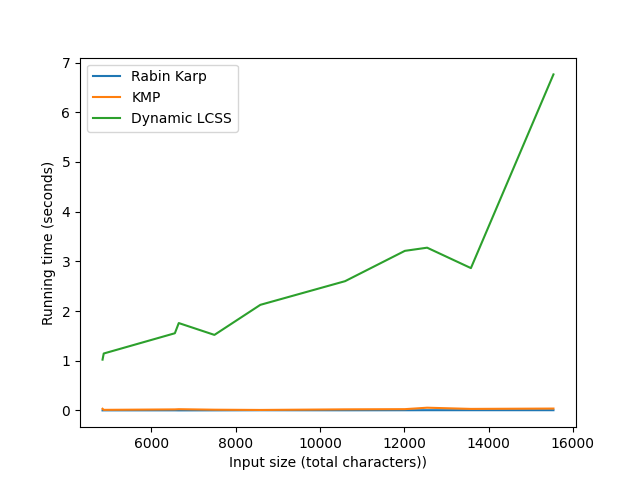 Rabin Karp
KMP
Dynamic LCSS
7
6
5
4
3
2
1
0
Running time (seconds)
6000 8000 10000 12000 14000 16000
Input size (total characters))